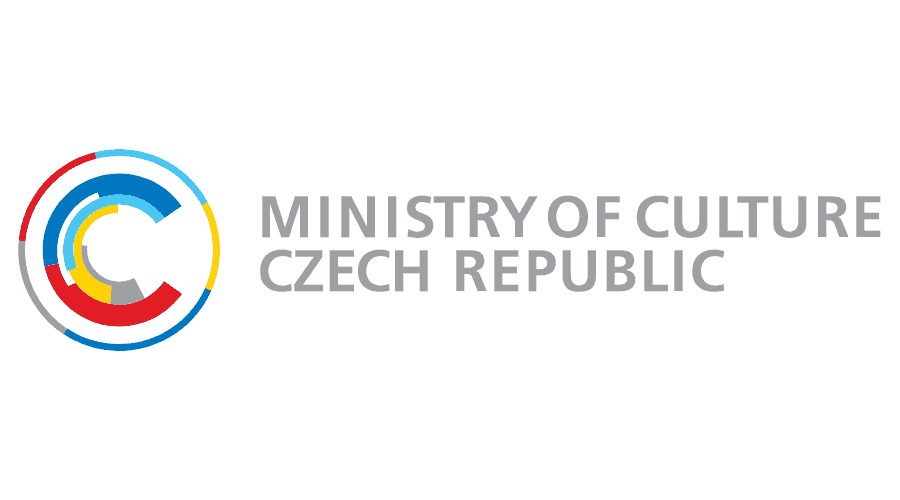 MINISTRY OF CULTURE
CZECH REPUBLIC